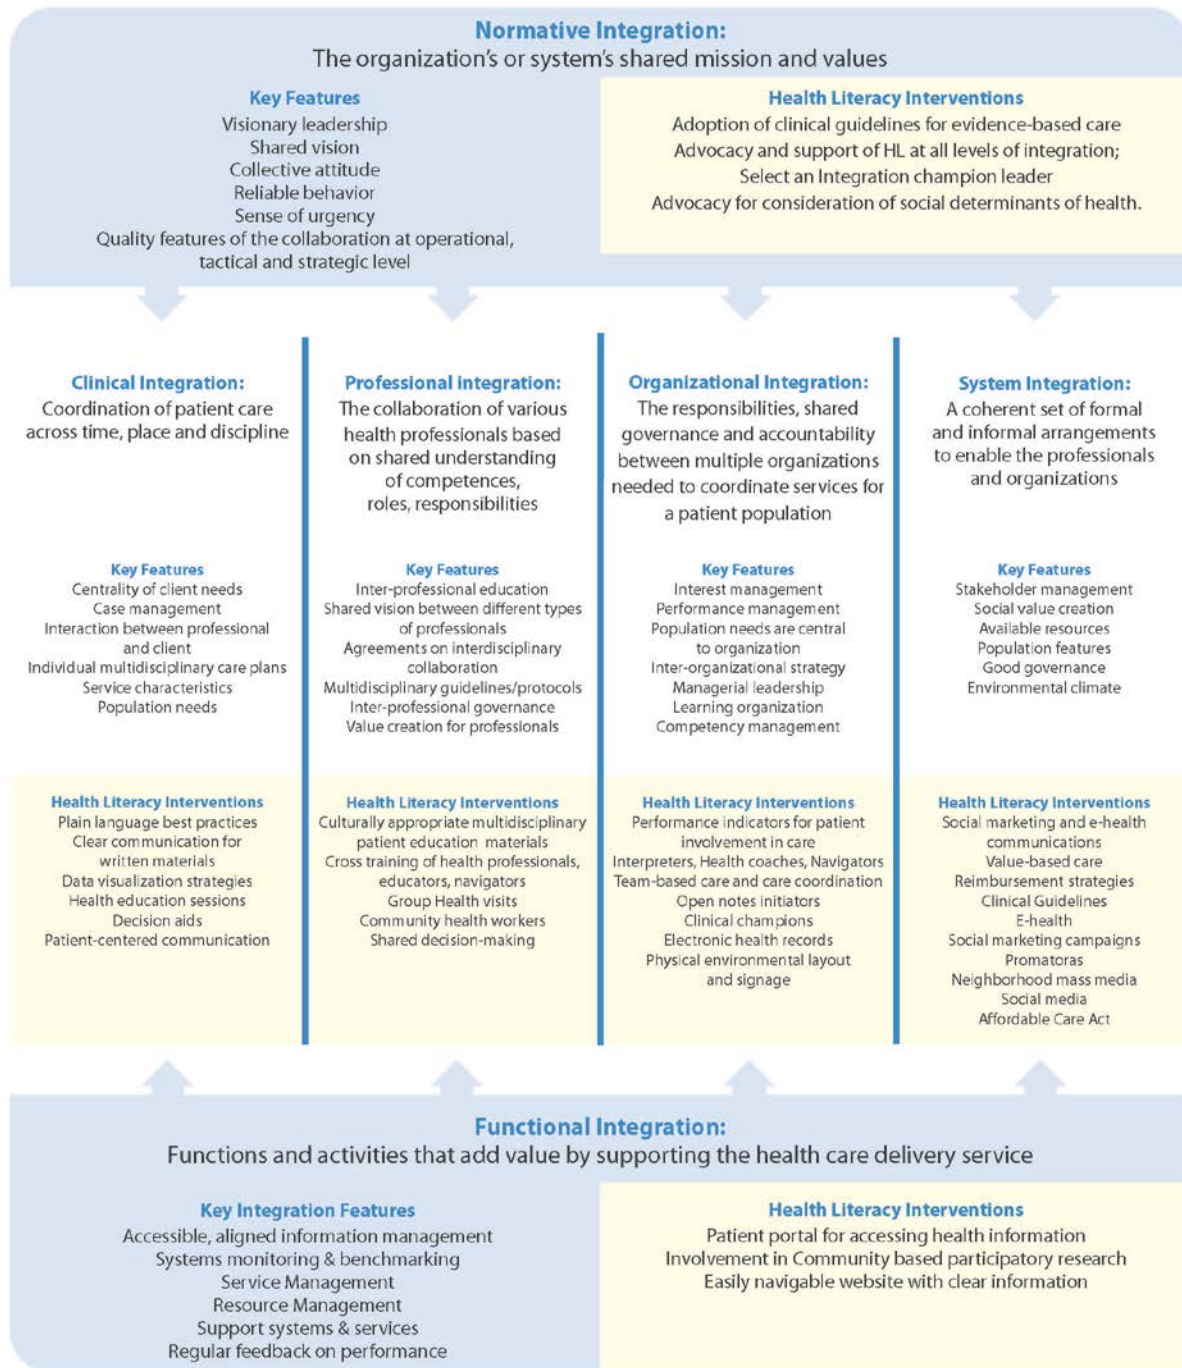 Normative Integration:
The organization's or system's shared mission and values
Key Features
Visionary leadership
Shared vision
Collective attitude
Reliable behavior
Sense of urgency
Quality features of the collaboration at operational,
tactical and strategic level
Health Literacy Interventions
Adoption of clinical guidelines for evidence-based care
Advocacy and support of HL at all levels of integration;
Select an Integration champion leader
Advocacy for consideration of social determinants of health.
Clinical Integration:
Coordination of patient care
across time, place and discipline
Key Features
Centrality of client needs
Case management
Interaction between professional
and client
Individual multidisciplinary care plans
Service characteristics
Population needs
Health Literacy Interventions
Plain language best practices
Clear communication for
written materials
Data visualization strategies
Health education sessions
Decision aids
Patient-centered communication
Professional integration:
The collaboration of various
health professionals based
on shared understanding
of competences,
roles, responsibilities
Key Features
Inter-professional education
Shared vision between different types
of professionals
Agreements on interdisciplinary
collaboration
Multidisciplinary guidelines/protocols
Inter-professional governance
Value creation for professionals
Health Literacy Interventions
Culturally appropriate multidisciplinary
patient education materials
Cross training of health professionals,
educators, navigators
Group Health visits
Community health workers
Shared decision-making
Organizational Integration:
The responsibilities, shared
governance and accountability
between multiple organizations
needed to coordinate services for
a patient population
Key Features
Interest management
Performance management
Population needs are central
to organization
Inter-organizational strategy
Managerial leadership
Learning organization
Competency management
Health Literacy Interventions
Performance indicators for patient
involvement in care
Interpreters, Health coaches, Navigators
Team-based care and care coordination
Open notes initiators
Clinical champions
Electronic health records
Physical environmental layout
and signage
System Integration:
A coherent set of formal
and informal arrangements
to enable the professionals
and organizations
Key Features
Stakeholder management
Social value creation
Available resources
Population features
Good governance
Environmental climate
Health Literacy Interventions
Social marketing and e-health
communications
Value-based care
Reimbursement strategies
Clinical Guidelines
E-health
Social marketing campaigns
Promatoras
Neighborhood mass media
Social media
Affordable Care Act
Functional Integration:
Functions and activities that add value by supporting the health care delivery service
Key Integration Features
Accessible, aligned information management
Systems monitoring & benchmarking
Service Management
Resource Management
Support systems & services
Regular feedback on performance
Health Literacy Interventions
Patient portal for accessing health information
Involvement in Community based participatory research
Easily navigable website with clear information